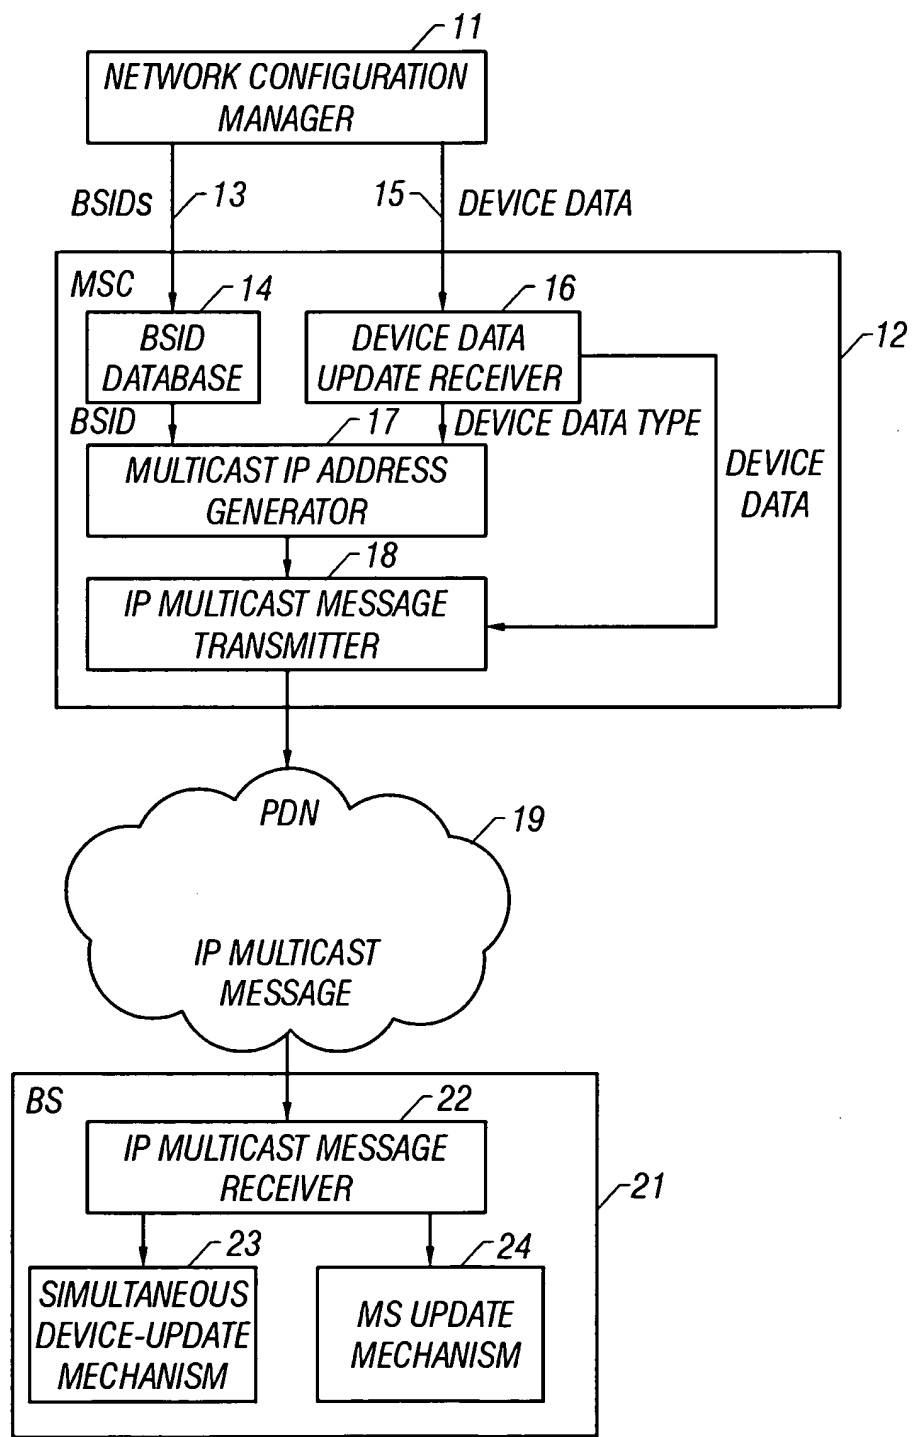 11
NETWORK CONFIGURATION
MANAGER
BSIDs
13
15
DEVICE DATA
MSC
14
16
12
BSID
DATABASE
DEVICE DATA
UPDATE RECEIVER
BSID
17
DEVICE DATA TYPE
DEVICE
DATA
MULTICAST IP ADDRESS
GENERATOR
18
IP MULTICAST MESSAGE
TRANSMITTER
PDN
19
IP MULTICAST
MESSAGE
BS
22
IP MULTICAST MESSAGE
RECEIVER
21
23
24
SIMULTANEOUS
DEVICE-UPDATE
MECHANISM
MS UPDATE
MECHANISM